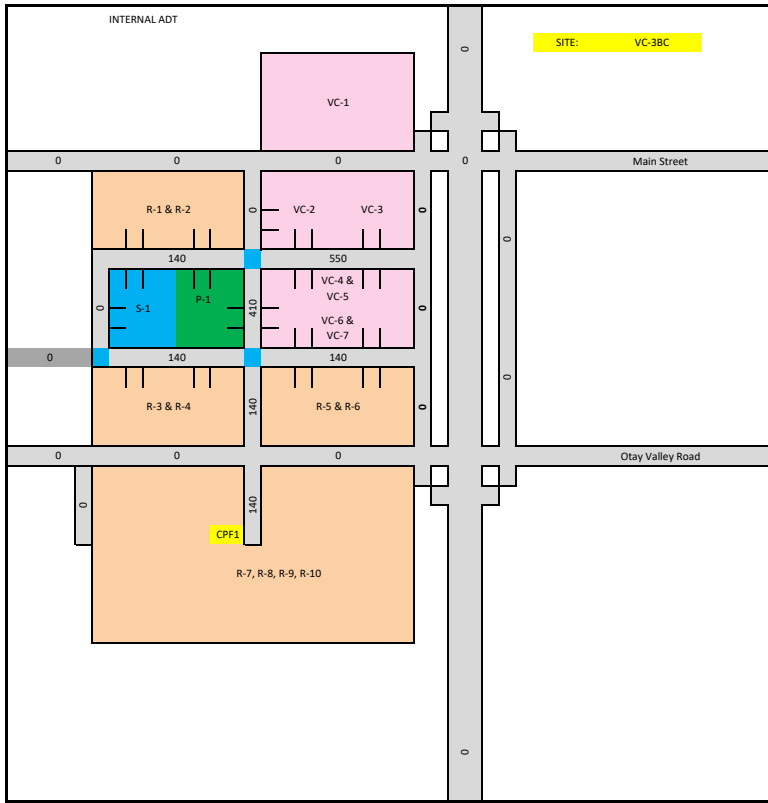 INTERNAL ADT
SITE: VC-3BC
0
VC-1
0 0 0 0 Main Street
R-1 & R-2 0 VC-2 VC-3 0
0
140 550
VC-4 &
VC-5
0 S-1 P-1 410 0
VC-6 &
VC-7
0 140 140
0
R-3 & R-4 140 R-5 & R-6 0
0 0 0 Otay Valley Road
0 140
CPF1
R-7, R-8, R-9, R-10
0